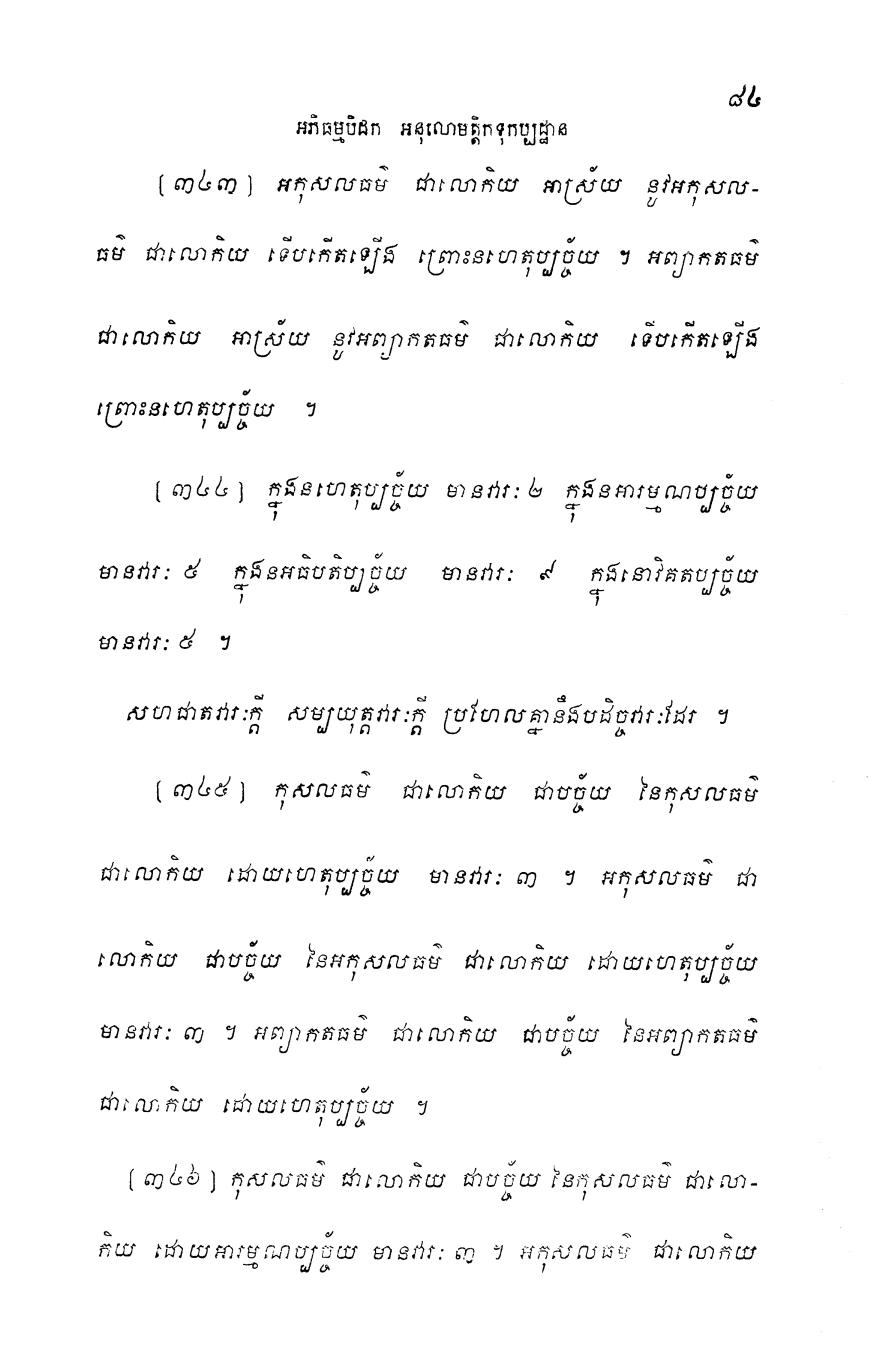 ៨៤
អភិធម្មបិដក អនុលោមត្តិកទុកប្បដ្ឋាន
[ ៣៤៣ ] អកុសលធម៌ ជាលោកិយ អាស្រ័យ នូវអកុសល-
ធម៌ ជាលោកិយ ទើបកើតឡើង ព្រោះនហេតុប្បច្ច័យ ។ អព្យាកតធម៌
ជាលោកិយ អាស្រ័យ នូវអព្យាកតធម៌ ជាលោកិយ ទើបកើតឡើង
ព្រោះនហេតុប្បច្ច័យ ។
[ ៣៤៤ ] ក្នុងនហេតុប្បច្ច័យ មានវារៈ ២ ក្នុងនអារម្មណប្បច្ច័យ
មានវារៈ ៥ ក្នុងនអធិបតិប្បច្ច័យ មានវារៈ ៩ ក្នុងនោវិគតប្បច្ច័យ
មានវារៈ ៥ ។
សហជាតវារៈក្តី សម្បយុត្តវារៈក្តី ប្រហែលគ្នានឹងបដិច្ចវារៈដែរ ។
[ ៣៤៥ ] កុសលធម៌ ជាលោកិយ ជាបច្ច័យ នៃកុសលធម៌
ជាលោកិយ ដោយហេតុប្បច្ច័យ មានវារៈ ៣ ។ អកុសលធម៌ ជា
លោកិយ ជាបច្ច័យ នៃអកុសលធម៌ ជាលោកិយ ដោយហេតុប្បច្ច័យ
មានវារៈ ៣ ។ អព្យាកតធម៌ ជាលោកិយ ជាបច្ច័យ នៃអព្យាកតធម៌
ជាលោកិយ ដោយហេតុប្បច្ច័យ ។
[ ៣៤៦ ] កុសលធម៌ ជាលោកិយ ជាបច្ច័យ នៃកុសលធម៌ ជាលោ-
កិយ ដោយអារម្មណប្បច្ច័យ មានវារៈ ៣ ។ អកុសលធម៌ ជាលោកិយ